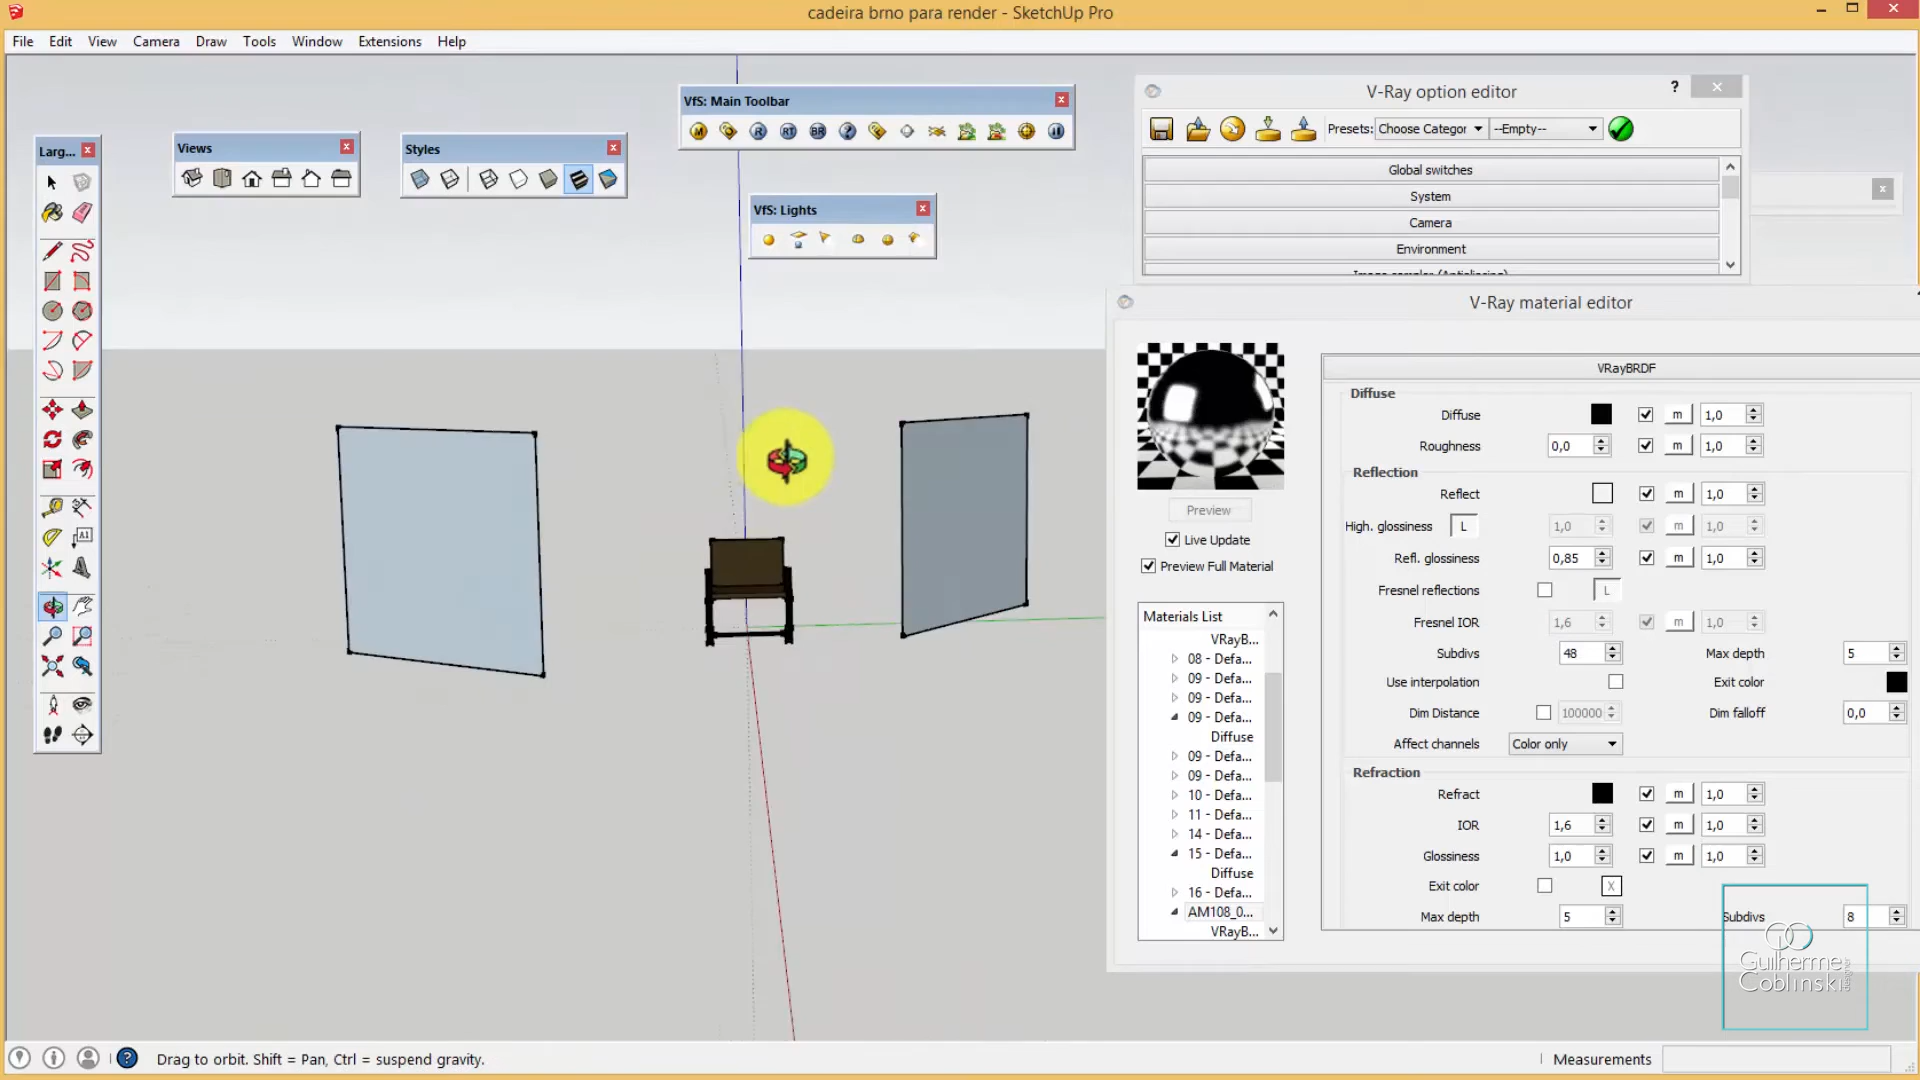 cadeira brno para render - SketchUp Pro
File Edit View Camera Draw Tools Window Extensions Help
Larg...
Views
Styles
VfS: Main Toolbar
M R RT BR ?
VfS: Lights
V-Ray option editor
?
Presets: Choose Categor --Empty--
Global switches
System
Camera
Environment
Image sampler (Antialiasing)
V-Ray material editor
Preview
Live Update
Preview Full Material
Materials List
VRayB...
08 - Defa...
09 - Defa...
09 - Defa...
09 - Defa...
Diffuse
09 - Defa...
09 - Defa...
10 - Defa...
11 - Defa...
14 - Defa...
15 - Defa...
Diffuse
16 - Defa...
AM108_0...
VRayB...
VRayBRDF
Diffuse
Diffuse m 1,0
Roughness 0,0 m 1,0
Reflection
Reflect m 1,0
High. glossiness L 1,0 m 1,0
Refl. glossiness 0,85 m 1,0
Fresnel reflections L
Fresnel IOR 1,6 m 1,0
Subdivs 48 Max depth 5
Use interpolation Exit color
Dim Distance 100000 Dim falloff 0,0
Affect channels Color only
Refraction
Refract m 1,0
IOR 1,6 m 1,0
Glossiness 1,0 m 1,0
Exit color X
Max depth 5 Subdivs 8
Guilherme
Coblinski
designer
Drag to orbit. Shift = Pan, Ctrl = suspend gravity.
Measurements